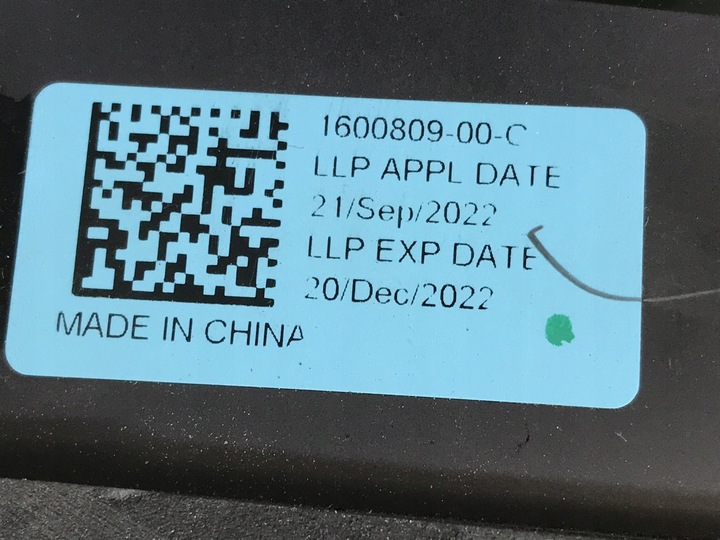 1600809-00-C
LLP APPL DATE
21/Sep/2022
LLP EXP DATE
20/Dec/2022
MADE IN CHINA